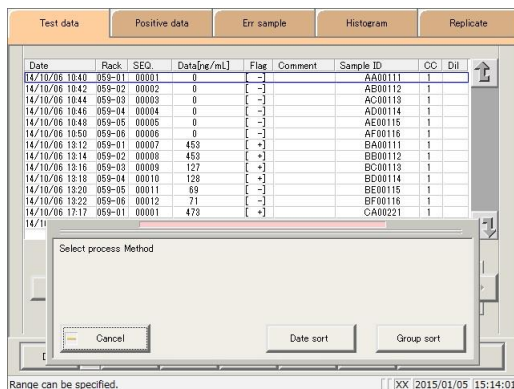 Test data Positive data Err sample Histogram Replicate
Date Rack SEQ. Data[ng/mL] Flag Comment Sample ID CC Dil
14/10/06 10:40 059-01 00001 0 [ -] AA00111 1
14/10/06 10:42 059-02 00002 0 [ -] AB00112 1
14/10/06 10:44 059-03 00003 0 [ -] AC00113 1
14/10/06 10:46 059-04 00004 0 [ -] AD00114 1
14/10/06 10:48 059-05 00005 0 [ -] AE00115 1
14/10/06 10:50 059-06 00006 0 [ -] AF00116 1
14/10/06 13:12 059-01 00007 453 [ +] BA00111 1
14/10/06 13:14 059-02 00008 453 [ +] BB00112 1
14/10/06 13:16 059-03 00009 127 [ +] BC00113 1
14/10/06 13:18 059-04 00010 128 [ +] BD00114 1
14/10/06 13:20 059-05 00011 69 [ -] BE00115 1
14/10/06 13:22 059-06 00012 71 [ -] BF00116 1
14/10/06 17:17 059-01 00001 473 [ +] CA00221 1
Select process Method
Cancel Date sort Group sort
Range can be specified. XX 2015/01/05 15:14:01